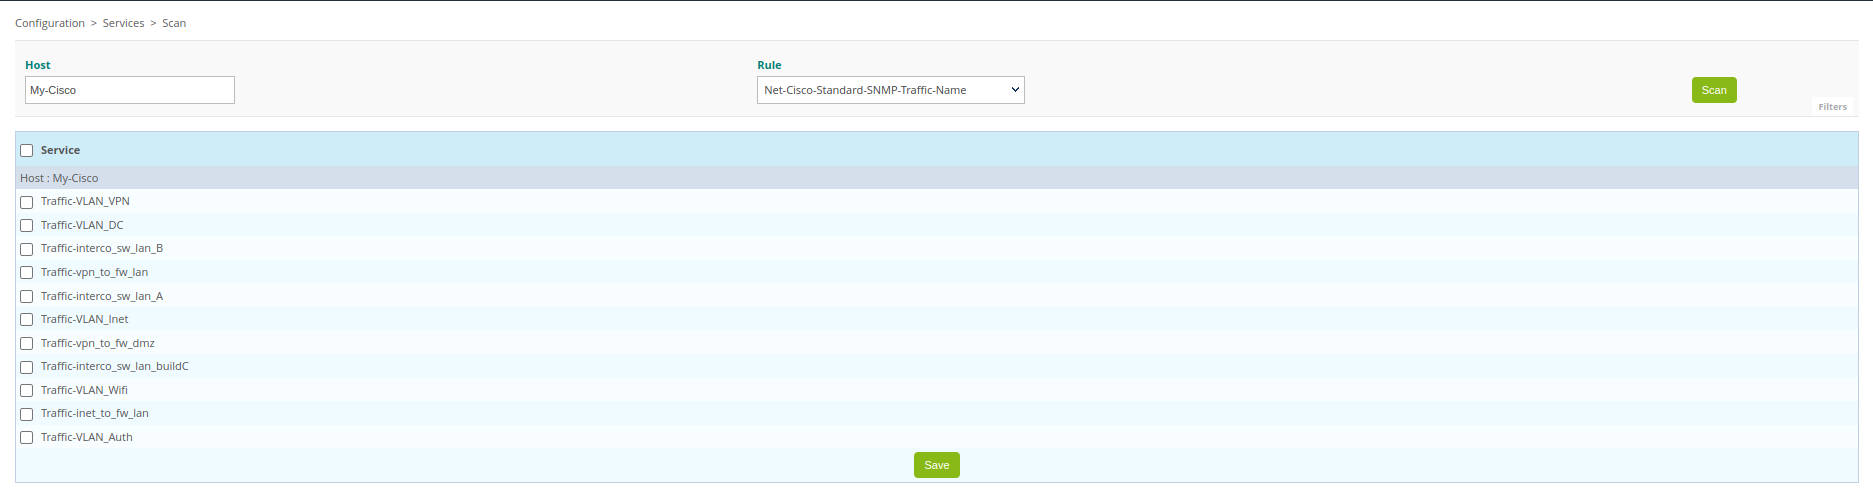 Configuration > Services > Scan
Host
Rule
My-Cisco
Net-Cisco-Standard-SNMP-Traffic-Name
Scan
Filters
Service
Host : My-Cisco
Traffic-VLAN_VPN
Traffic-VLAN_DC
Traffic-interco_sw_lan_B
Traffic-vpn_to_fw_lan
Traffic-interco_sw_lan_A
Traffic-VLAN_Inet
Traffic-vpn_to_fw_dmz
Traffic-interco_sw_lan_buildC
Traffic-VLAN_Wifi
Traffic-inet_to_fw_lan
Traffic-VLAN_Auth
Save